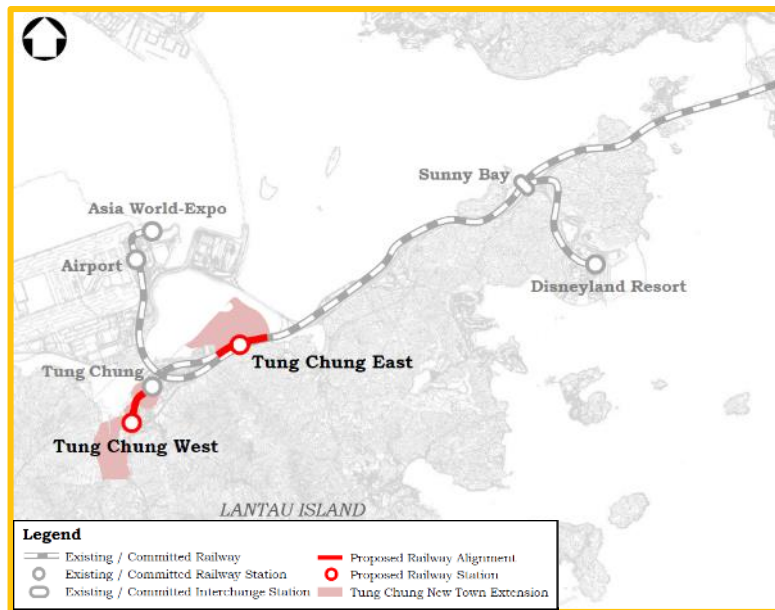 Sunny Bay
Asia World-Expo
Airport
Disneyland Resort
Tung Chung East
Tung Chung
Tung Chung West
LANTAU ISLAND
Legend
Existing / Committed Railway
Existing / Committed Railway Station
Existing / Committed Interchange Station
Proposed Railway Alignment
Proposed Railway Station
Tung Chung New Town Extension